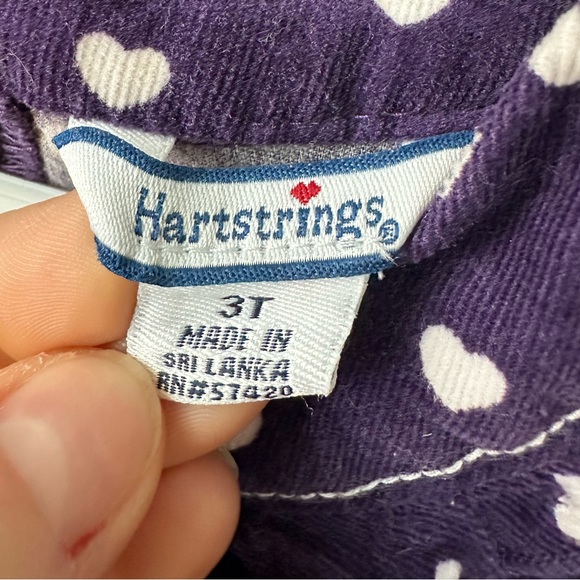 Hartstrings®
3T
MADE IN
SRI LANKA
RN#57420